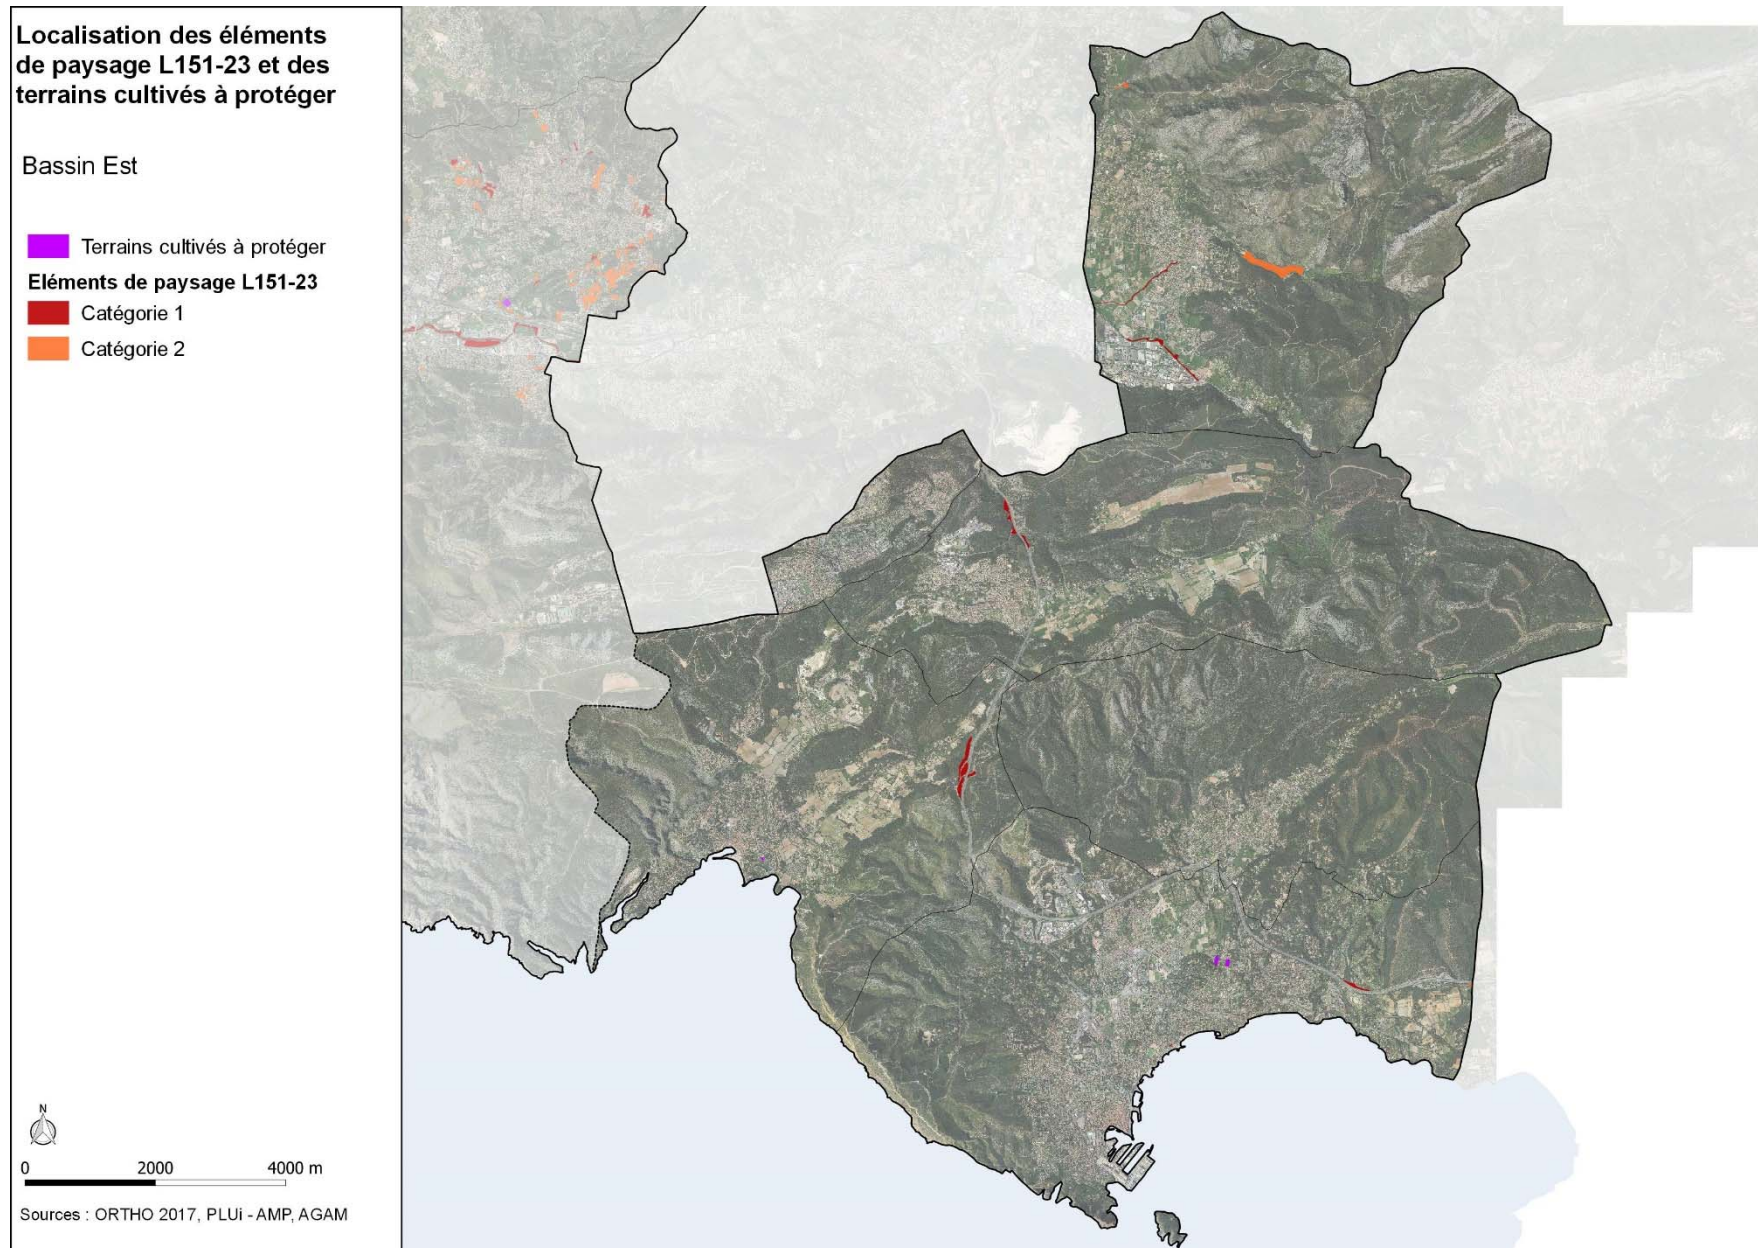 Localisation des éléments
de paysage L151-23 et des
terrains cultivés à protéger
Bassin Est
Terrains cultivés à protéger
Eléments de paysage L151-23
Catégorie 1
Catégorie 2
N
0 2000 4000 m
Sources : ORTHO 2017, PLUi - AMP, AGAM